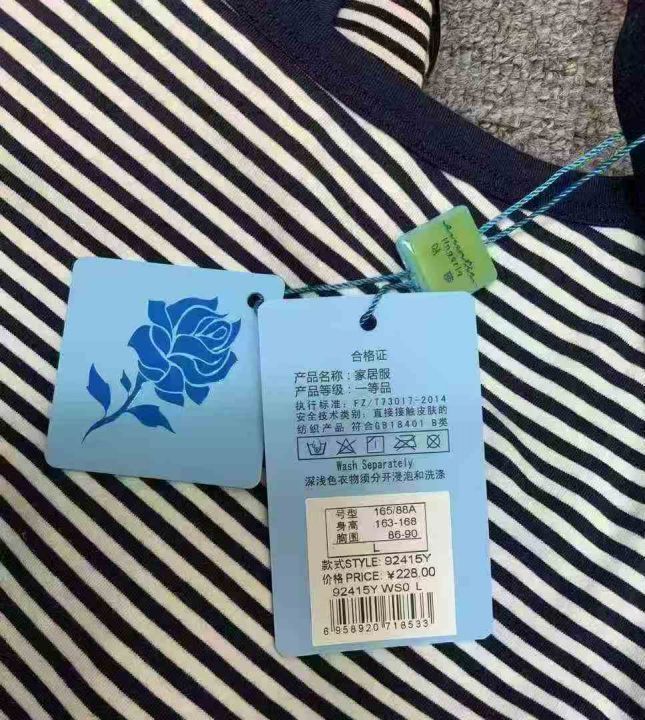 lingerie
合格证
产品名称：家居服
产品等级：一等品
执行标准：FZ/T73017-2014
安全技术类别：直接接触皮肤的
纺织产品 符合GB18401 B类
Wash Separately
深浅色衣物须分开浸泡和洗涤
号型 165/88A
身高 163-168
胸围 86-90
L
款式STYLE: 92415Y
价格 PRICE: ¥228.00
92415Y WS0 L
6 958920 718533